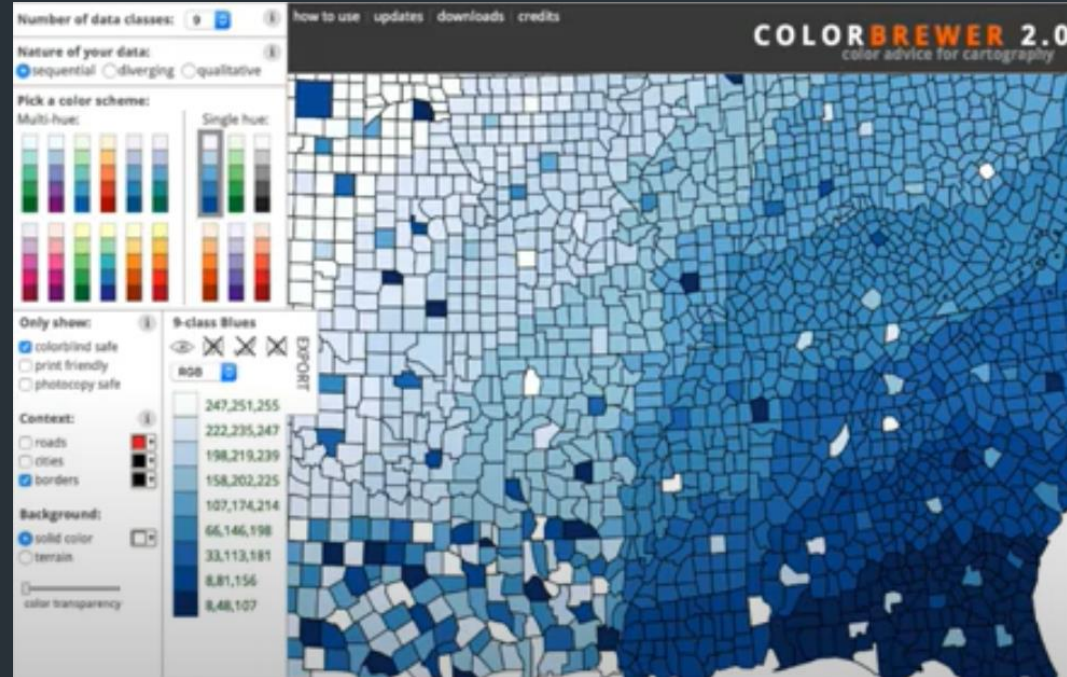 Number of data classes: 9 i
how to use updates downloads credits
COLORBREWER 2.0
color advice for cartography
Nature of your data: i
sequential diverging qualitative
Pick a color scheme:
Multi-hue: Single hue:
Only show: i
colorblind safe
print friendly
photocopy safe
Context: i
roads
cities
borders
Background:
solid color
terrain
color transparency
9-class Blues
EXPORT
RGB
247,251,255
222,235,247
198,219,239
158,202,225
107,174,214
66,146,198
33,113,181
8,81,156
8,48,107